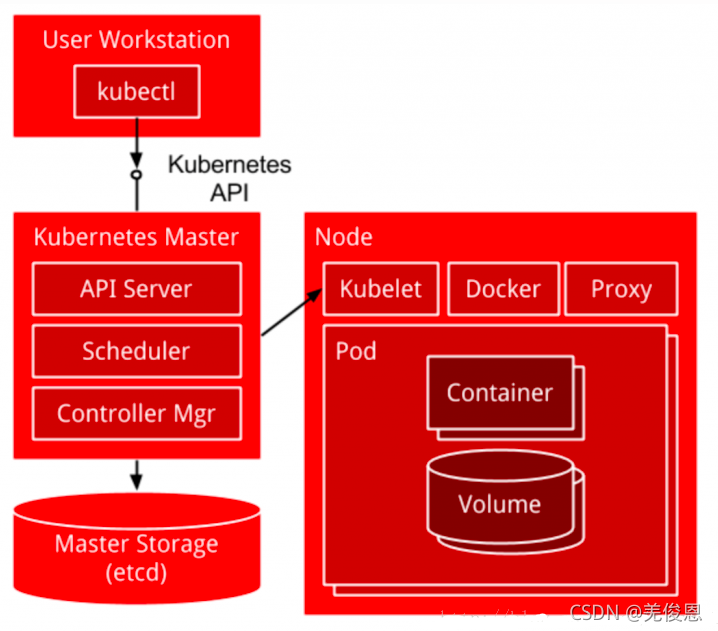 User Workstation
kubectl
Kubernetes
API
Kubernetes Master
API Server
Scheduler
Controller Mgr
Master Storage
(etcd)
Node
Kubelet
Docker
Proxy
Pod
Container
Volume
CSDN @羌俊恩